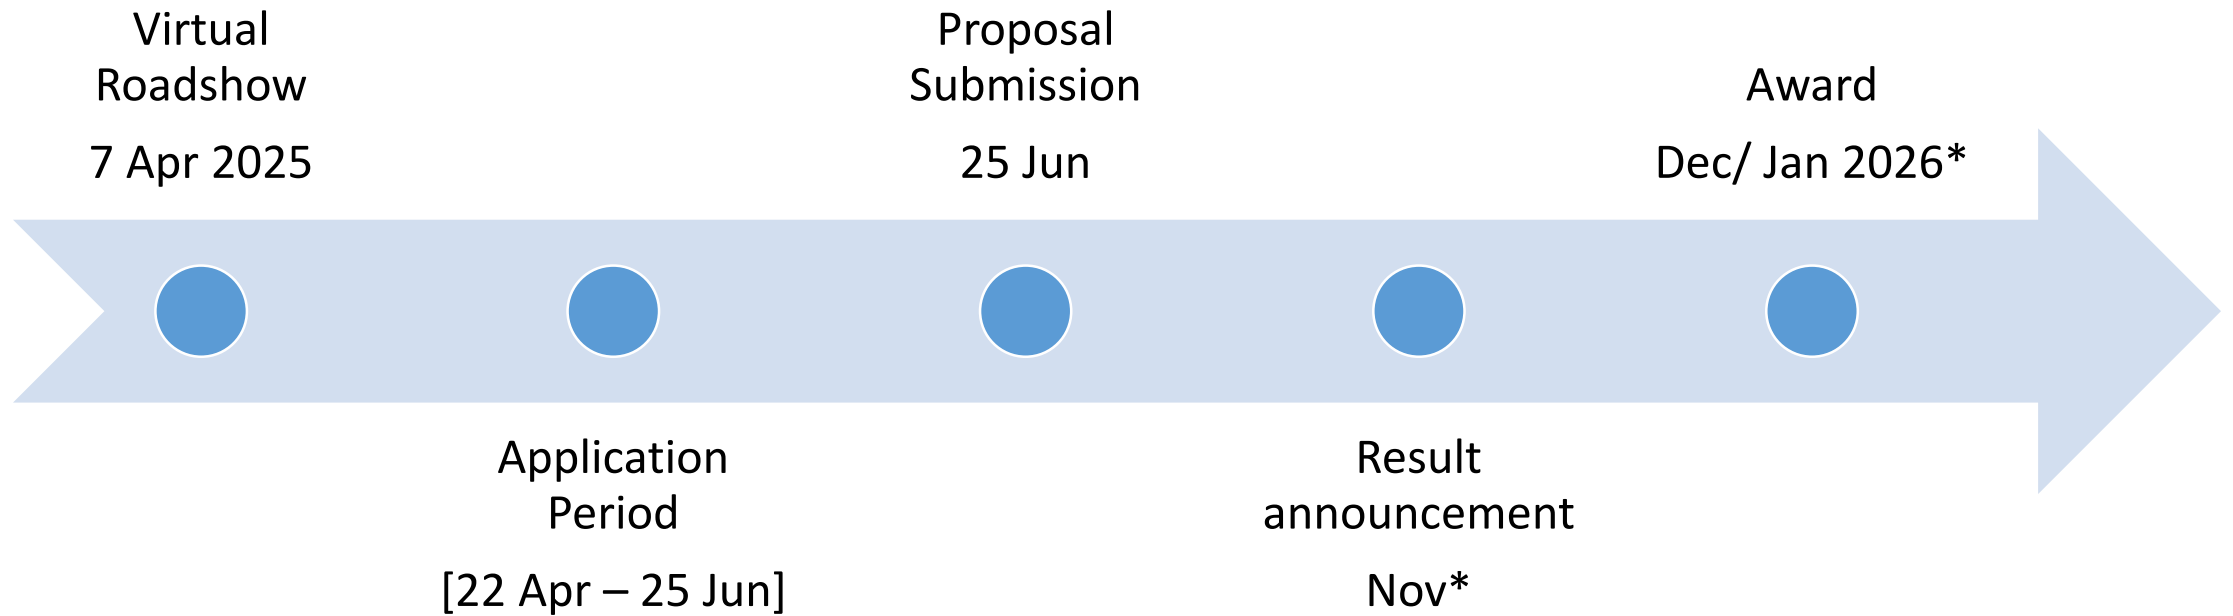 Virtual
Roadshow
7 Apr 2025
Application
Period
[22 Apr – 25 Jun]
Proposal
Submission
25 Jun
Result
announcement
Nov*
Award
Dec/ Jan 2026*